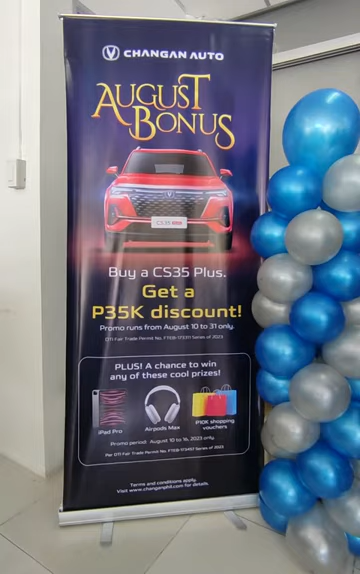 CHANGAN AUTO
AUGUST
BONUS
CS35 PLUS
Buy a CS35 Plus.
Get a
P35K discount!
Promo runs from August 10 to 31 only.
PLUS! A chance to win
any of these cool prizes!
iPad Pro
Airpods Max
P10K shopping
vouchers
Promo period: August 10 to 16, 2023 only.
Terms and conditions apply.
Visit www.changanphil.com for details.